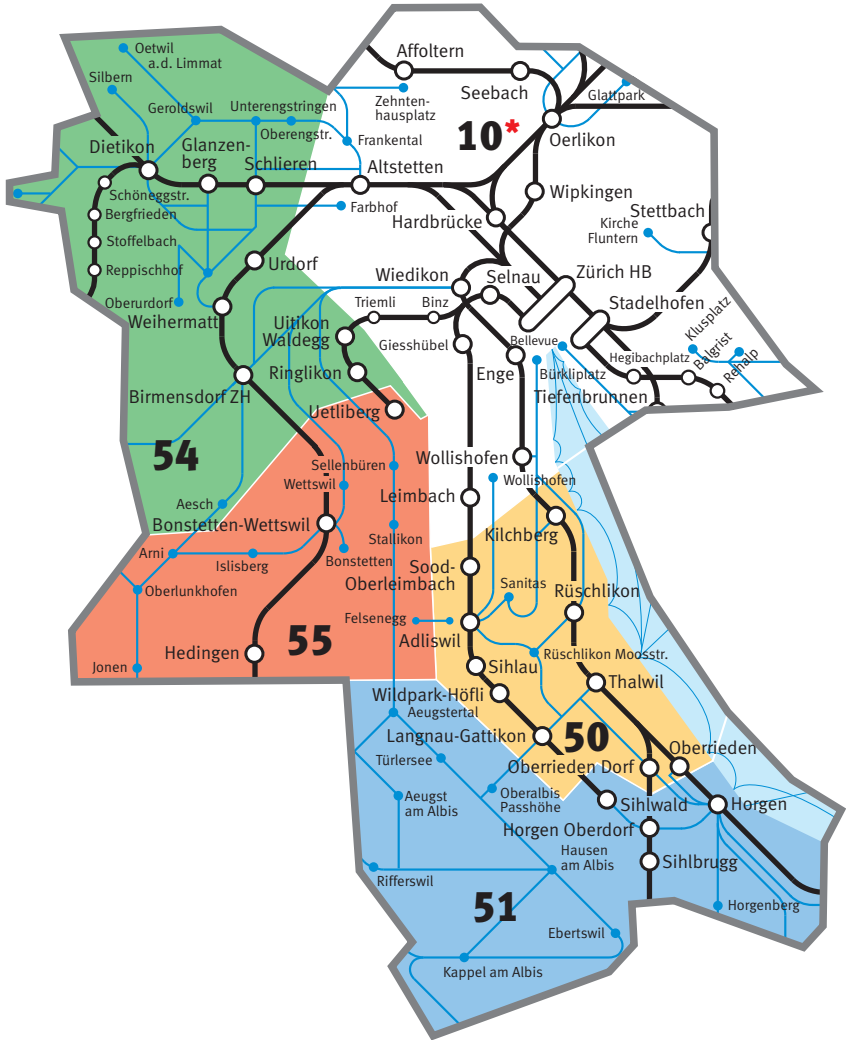 Oetwil
a.d. Limmat
Silbern
Geroldswil
Unterengstringen
Oberengstr.
Dietikon
Glanzen-
berg
Schlieren
Schöneggstr.
Bergfrieden
Stoffelbach
Reppischhof
Oberurdorf
Weihermatt
Urdorf
Birmensdorf ZH
54
Aesch
Affoltern
Seebach
Zehnten-
hausplatz
Glattpark
10*
Oerlikon
Frankental
Altstetten
Farbhof
Wipkingen
Hardbrücke
Stettbach
Kirche
Fluntern
Wiedikon
Selnau
Zürich HB
Stadelhofen
Triemli
Binz
Uitikon
Waldegg
Giesshübel
Ringlikon
Uetliberg
Enge
Bellevue
Bürkliplatz
Hegibachplatz
Klusplatz
Balgrist
Rehalp
Tiefenbrunnen
Wollishofen
Wollishofen
Leimbach
Sellenbüren
Wettswil
Bonstetten-Wettswil
Stallikon
Bonstetten
Arni
Islisberg
Oberlunkhofen
Jonen
Hedingen
55
Felsenegg
Kilchberg
Sood-
Oberleimbach
Sanitas
Rüschlikon
Adliswil
Rüschlikon Moosstr.
Sihlau
Thalwil
Wildpark-Höfli
Langnau-Gattikon
50
Oberrieden
Oberrieden Dorf
Aeugstertal
Türlersee
Aeugst
am Albis
Oberalbis
Passhöhe
Sihlwald
Horgen
Horgen Oberdorf
Hausen
am Albis
Sihlbrugg
Rifferswil
51
Horgenberg
Ebertswil
Kappel am Albis